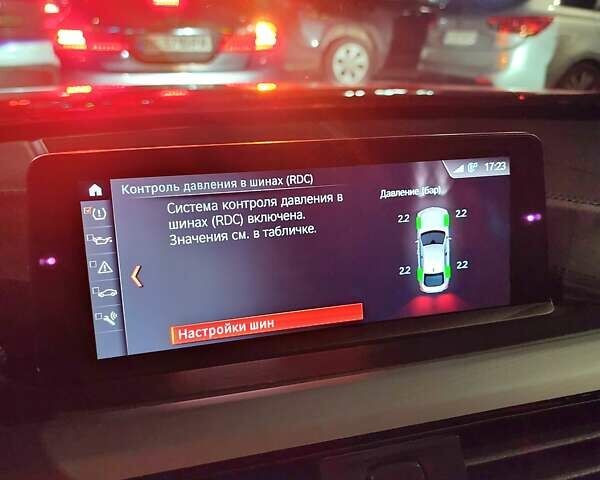 17:23
Контроль давления в шинах (RDC)
Система контроля давления в
шинах (RDC) включена.
Значения см. в табличке.
Давление (бар)
2.2 2.2
2.2 2.2
Настройки шин